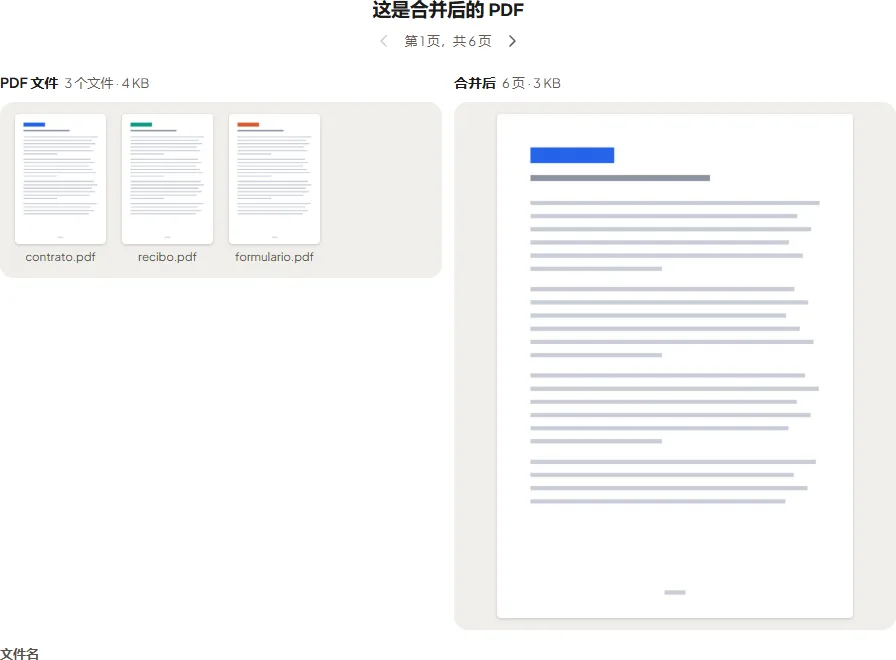 这是合并后的 PDF
第1页, 共6页
PDF 文件 3个文件 · 4 KB
contrato.pdf
recibo.pdf
formulario.pdf
合并后 6页 · 3 KB
文件名